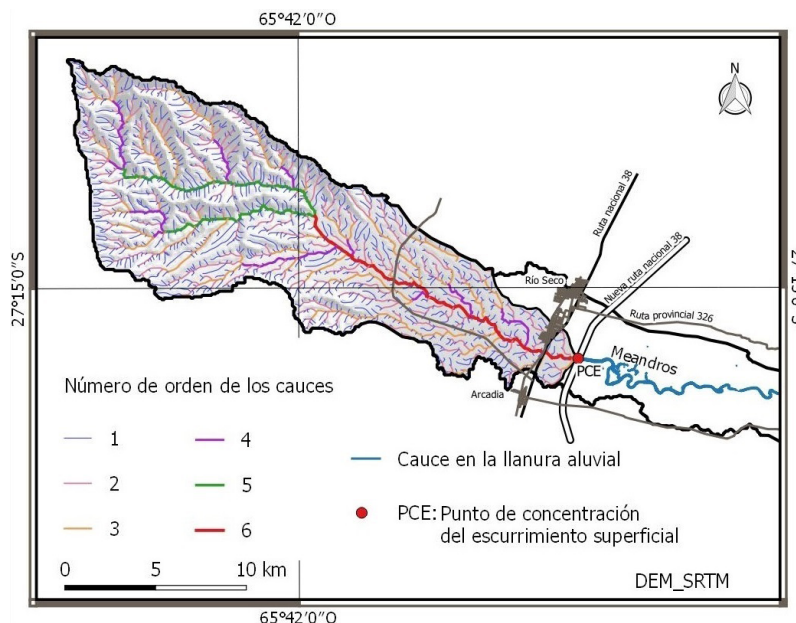 65°42'0"O
N
Ruta nacional 38
Nueva ruta nacional 38
27°15'0"S
Río Seco
Ruta provincial 326
Meandros
PCE
Arcadia
Número de orden de los cauces
1
2
3
4
5
6
Cauce en la llanura aluvial
PCE: Punto de concentración
del escurrimiento superficial
0 5 10 km
DEM_SRTM
65°42'0"O